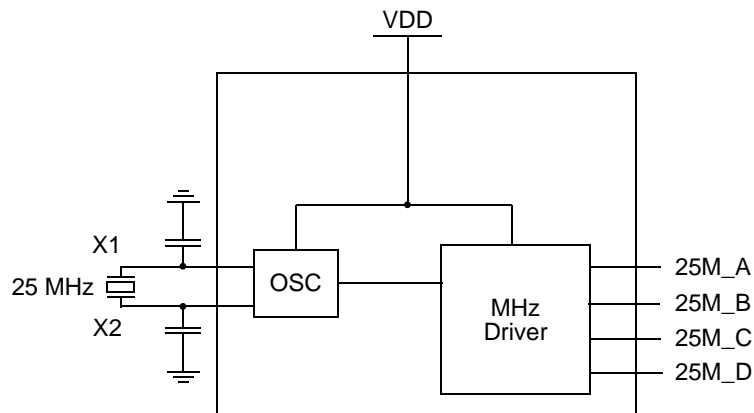 VDD
X1
25 MHz
X2
OSC
MHz
Driver
25M_A
25M_B
25M_C
25M_D